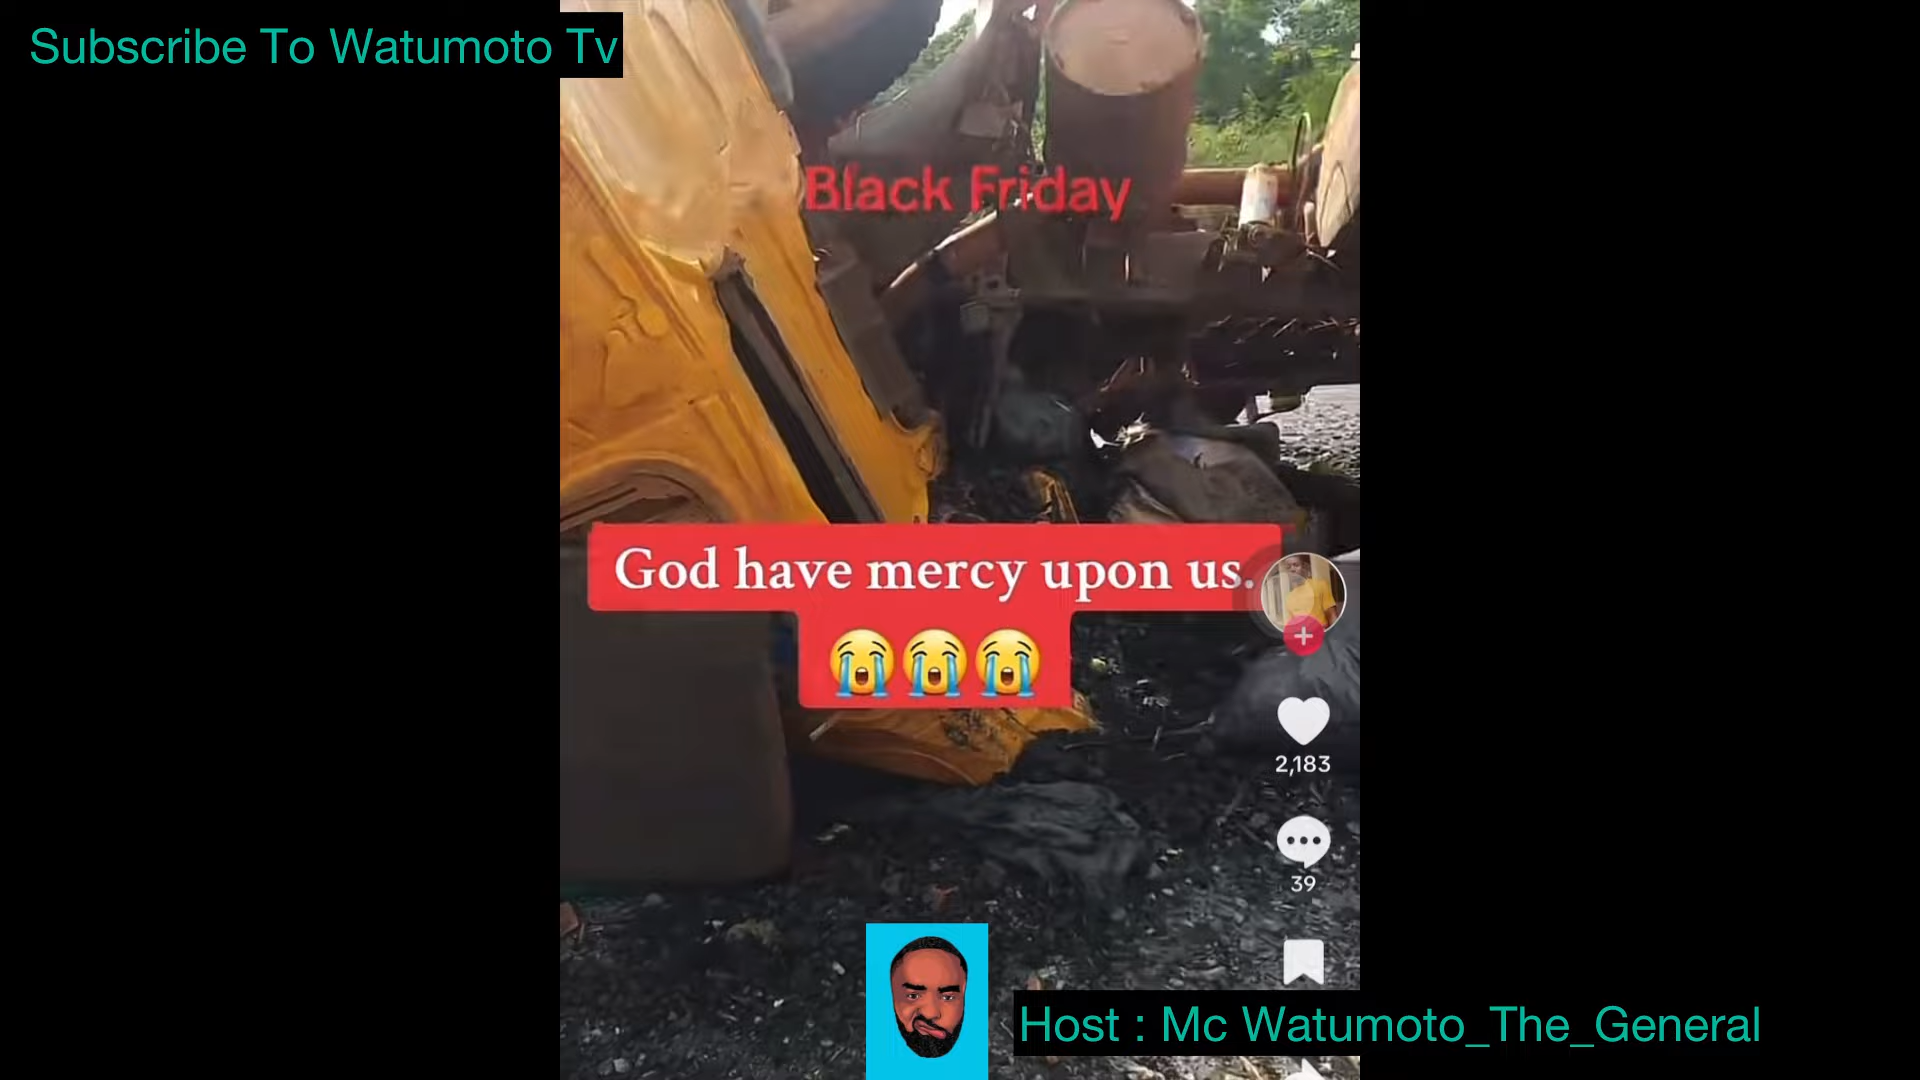 Subscribe To Watumoto Tv
Black Friday
God have mercy upon us.
😭😭😭
2,183
39
Host : Mc Watumoto_The_General